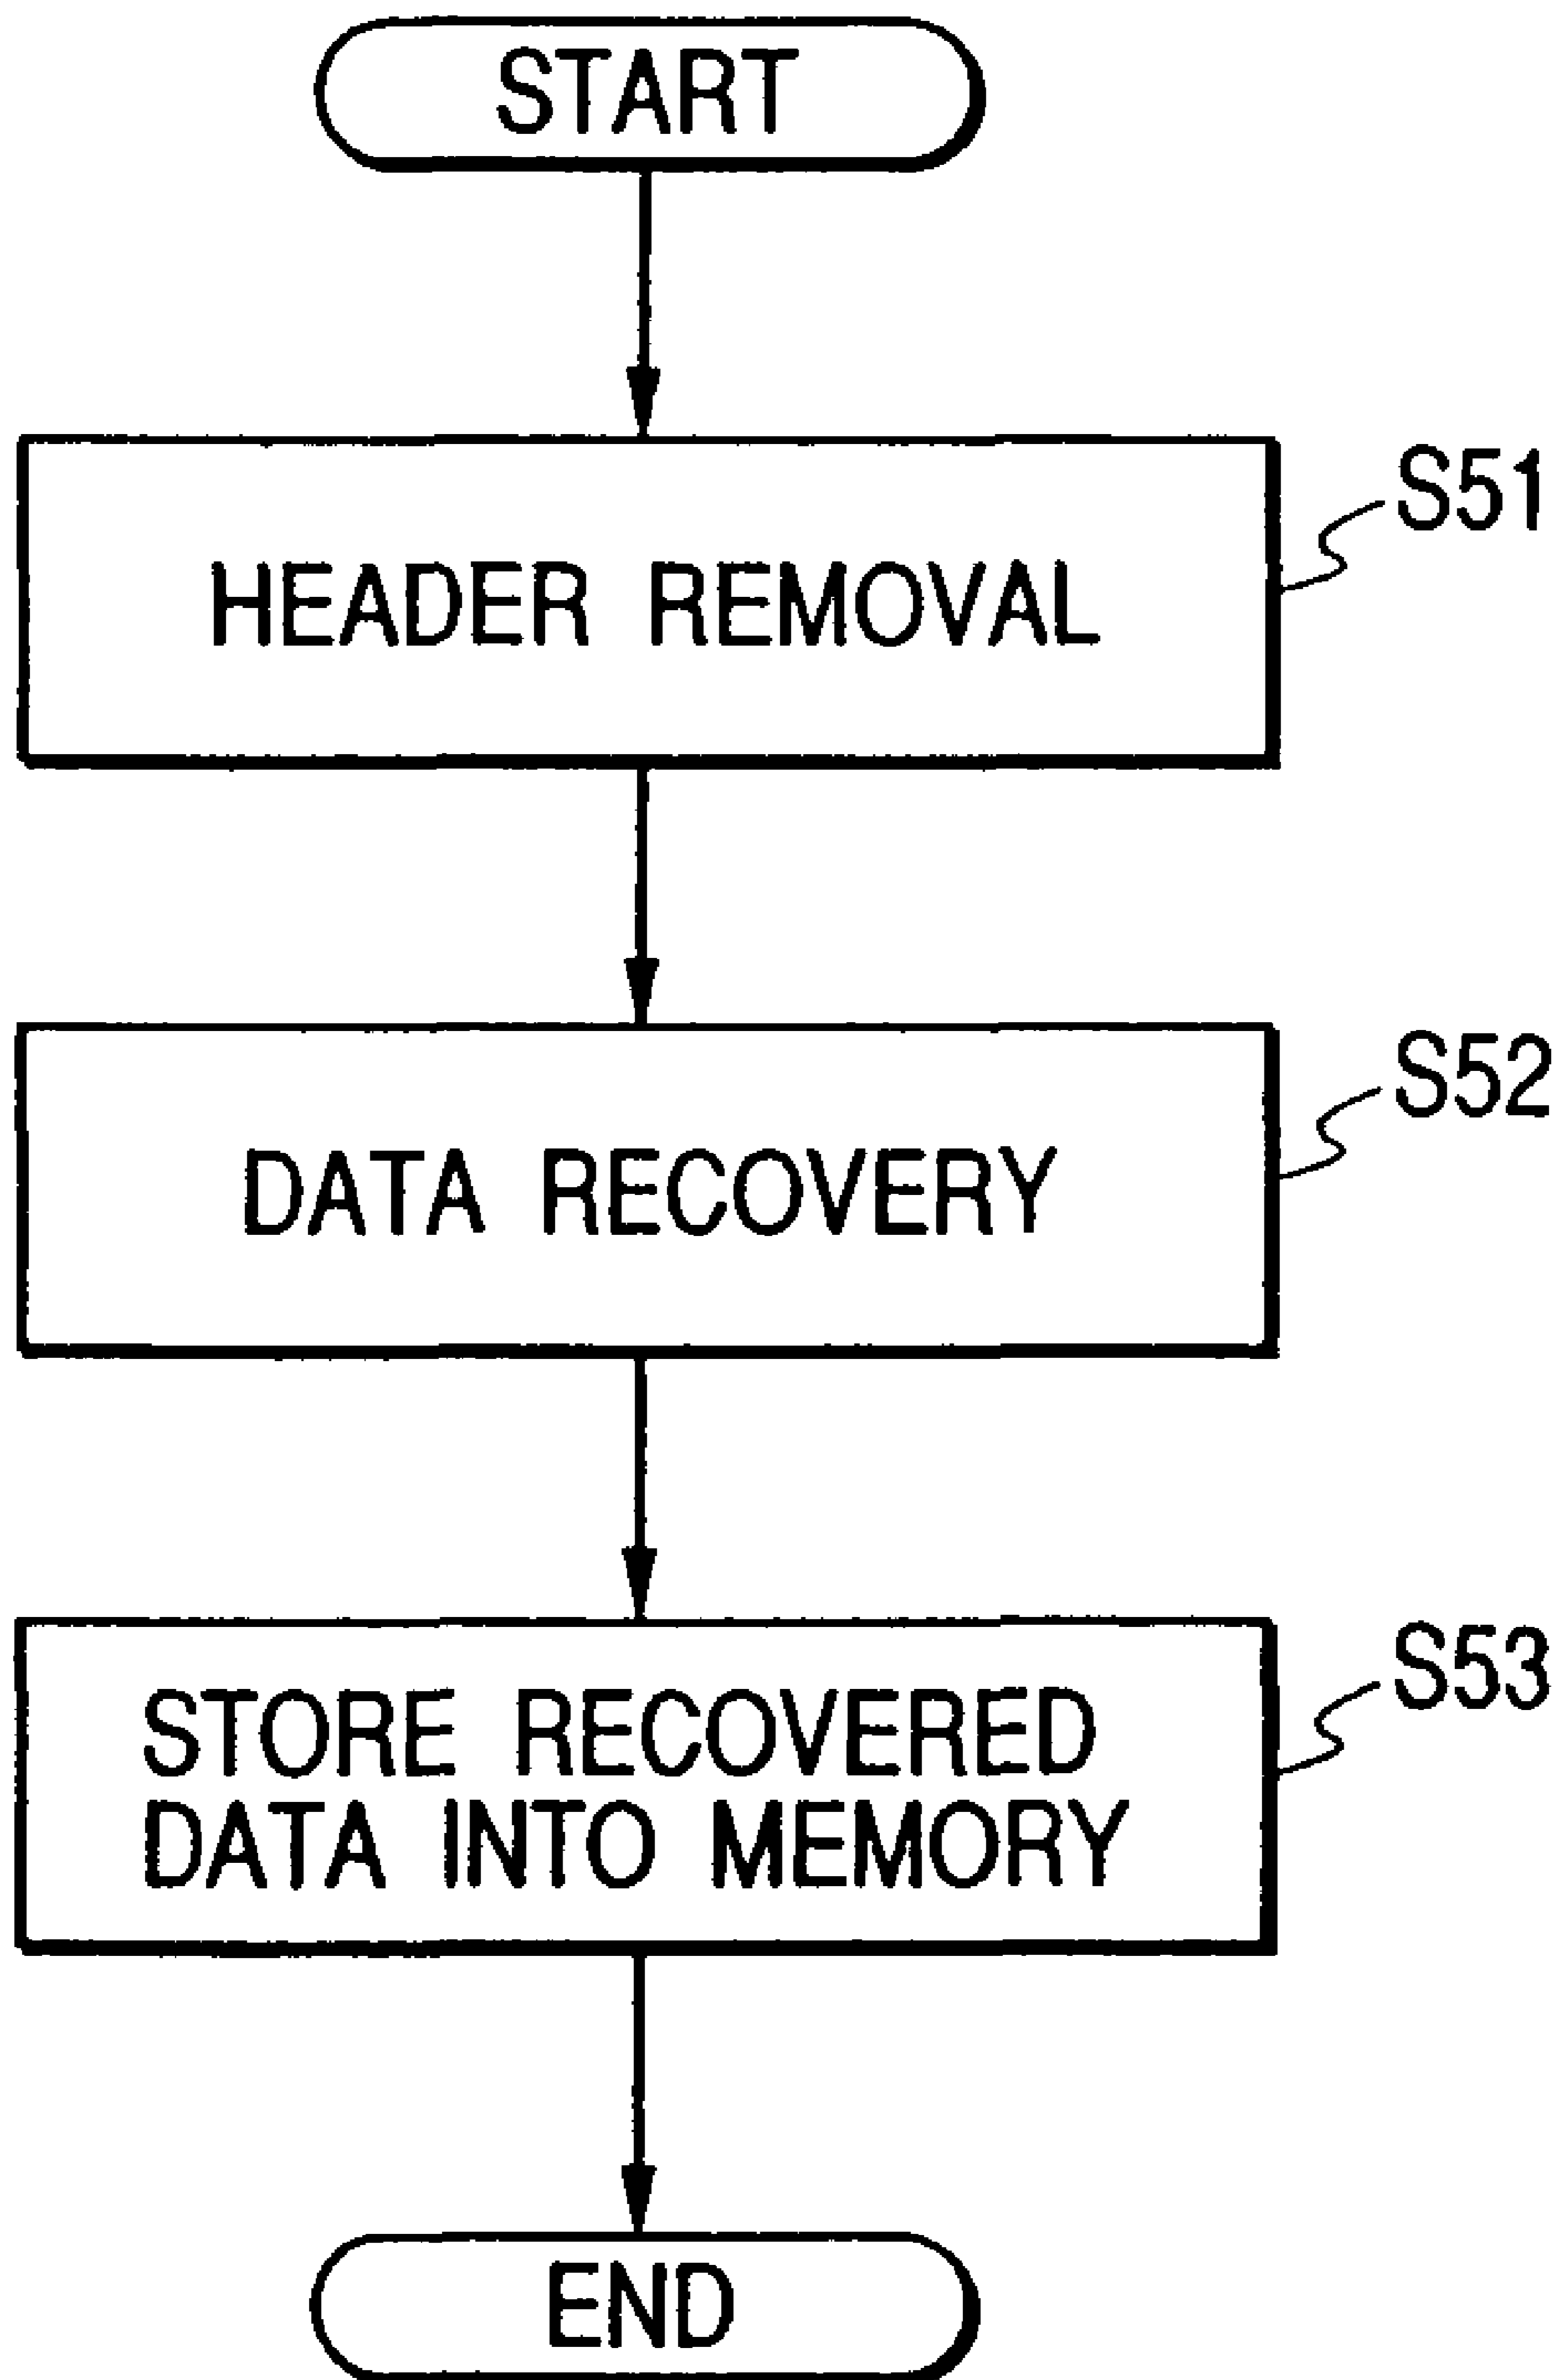 START
S51
HEADER REMOVAL
S52
DATA RECOVERY
S53
STORE RECOVERED
DATA INTO MEMORY
END